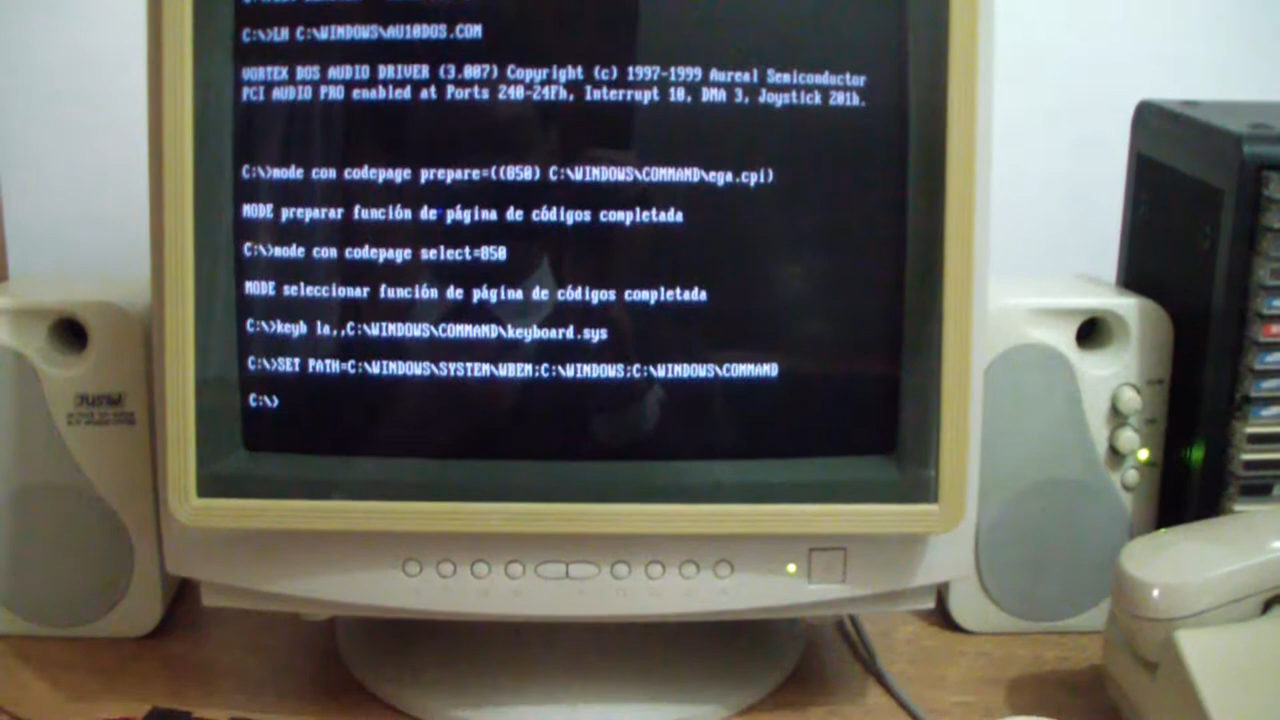 C:\>LH C:\WINDOWS\AU10DOS.COM
VORTEX DOS AUDIO DRIVER (3.007) Copyright (c) 1997-1999 Aureal Semiconductor
PCI AUDIO PRO enabled at Ports 240-24Fh, Interrupt 10, DMA 3, Joystick 201h.
C:\>mode con codepage prepare=((850) C:\WINDOWS\COMMAND\ega.cpi)
MODE preparar función de página de códigos completada
C:\>mode con codepage select=850
MODE seleccionar función de página de códigos completada
C:\>keyb la,,C:\WINDOWS\COMMAND\keyboard.sys
C:\>SET PATH=C:\WINDOWS\SYSTEM\WBEM;C:\WINDOWS;C:\WINDOWS\COMMAND
C:\>